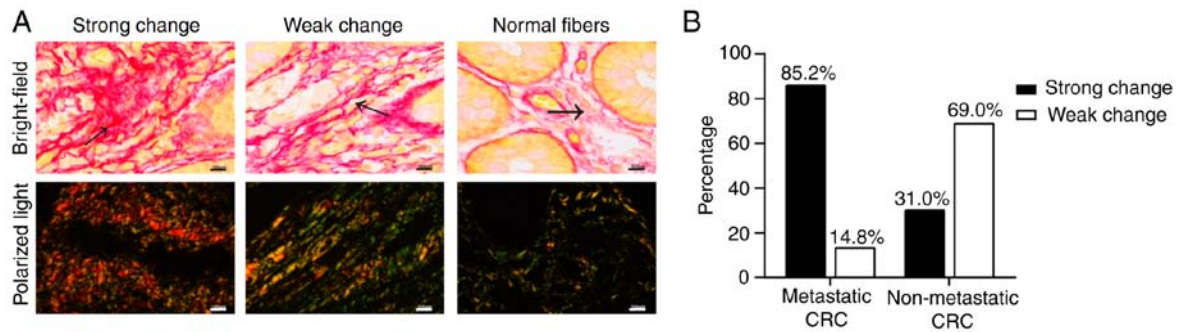 A
Strong change
Weak change
Normal fibers
Bright-field
Polarized light
B
100
80
60
40
20
0
Percentage
85.2%
14.8%
31.0%
69.0%
Strong change
Weak change
Metastatic
CRC
Non-metastatic
CRC